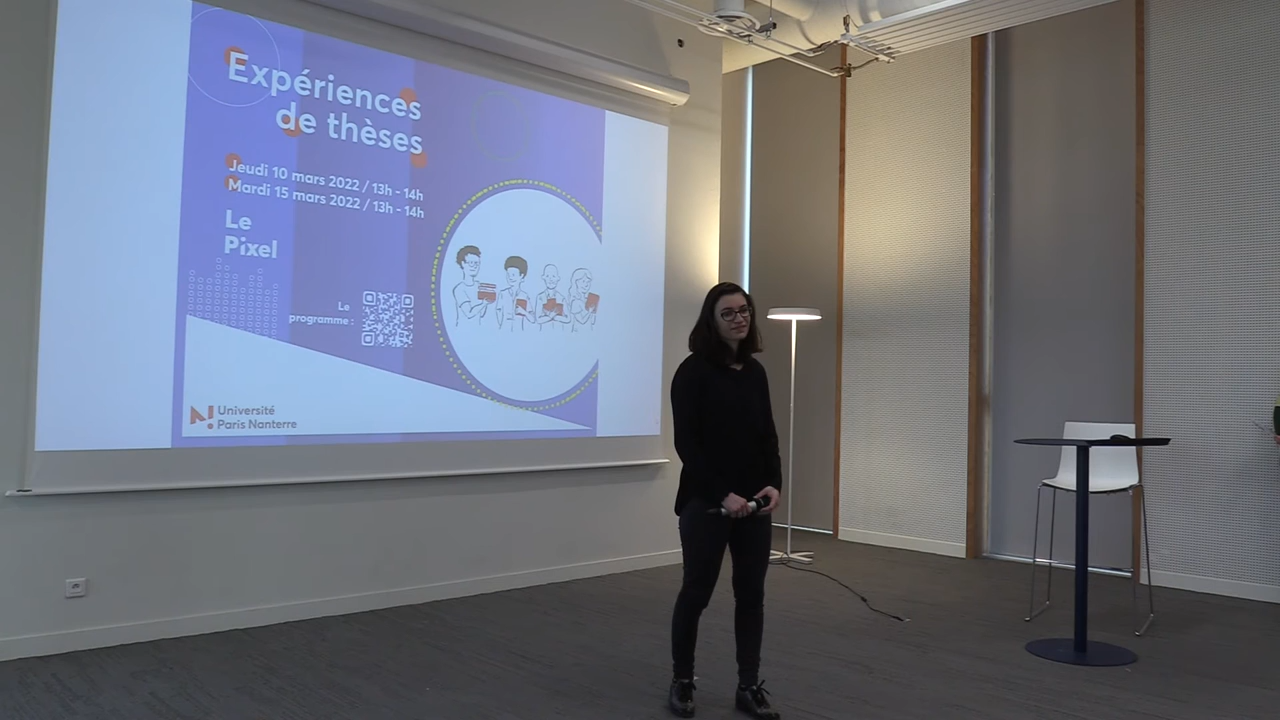 Expériences
de thèses
Jeudi 10 mars 2022 / 13h - 14h
Mardi 15 mars 2022 / 13h - 14h
Le
Pixel
Le
programme :
Université
Paris Nanterre